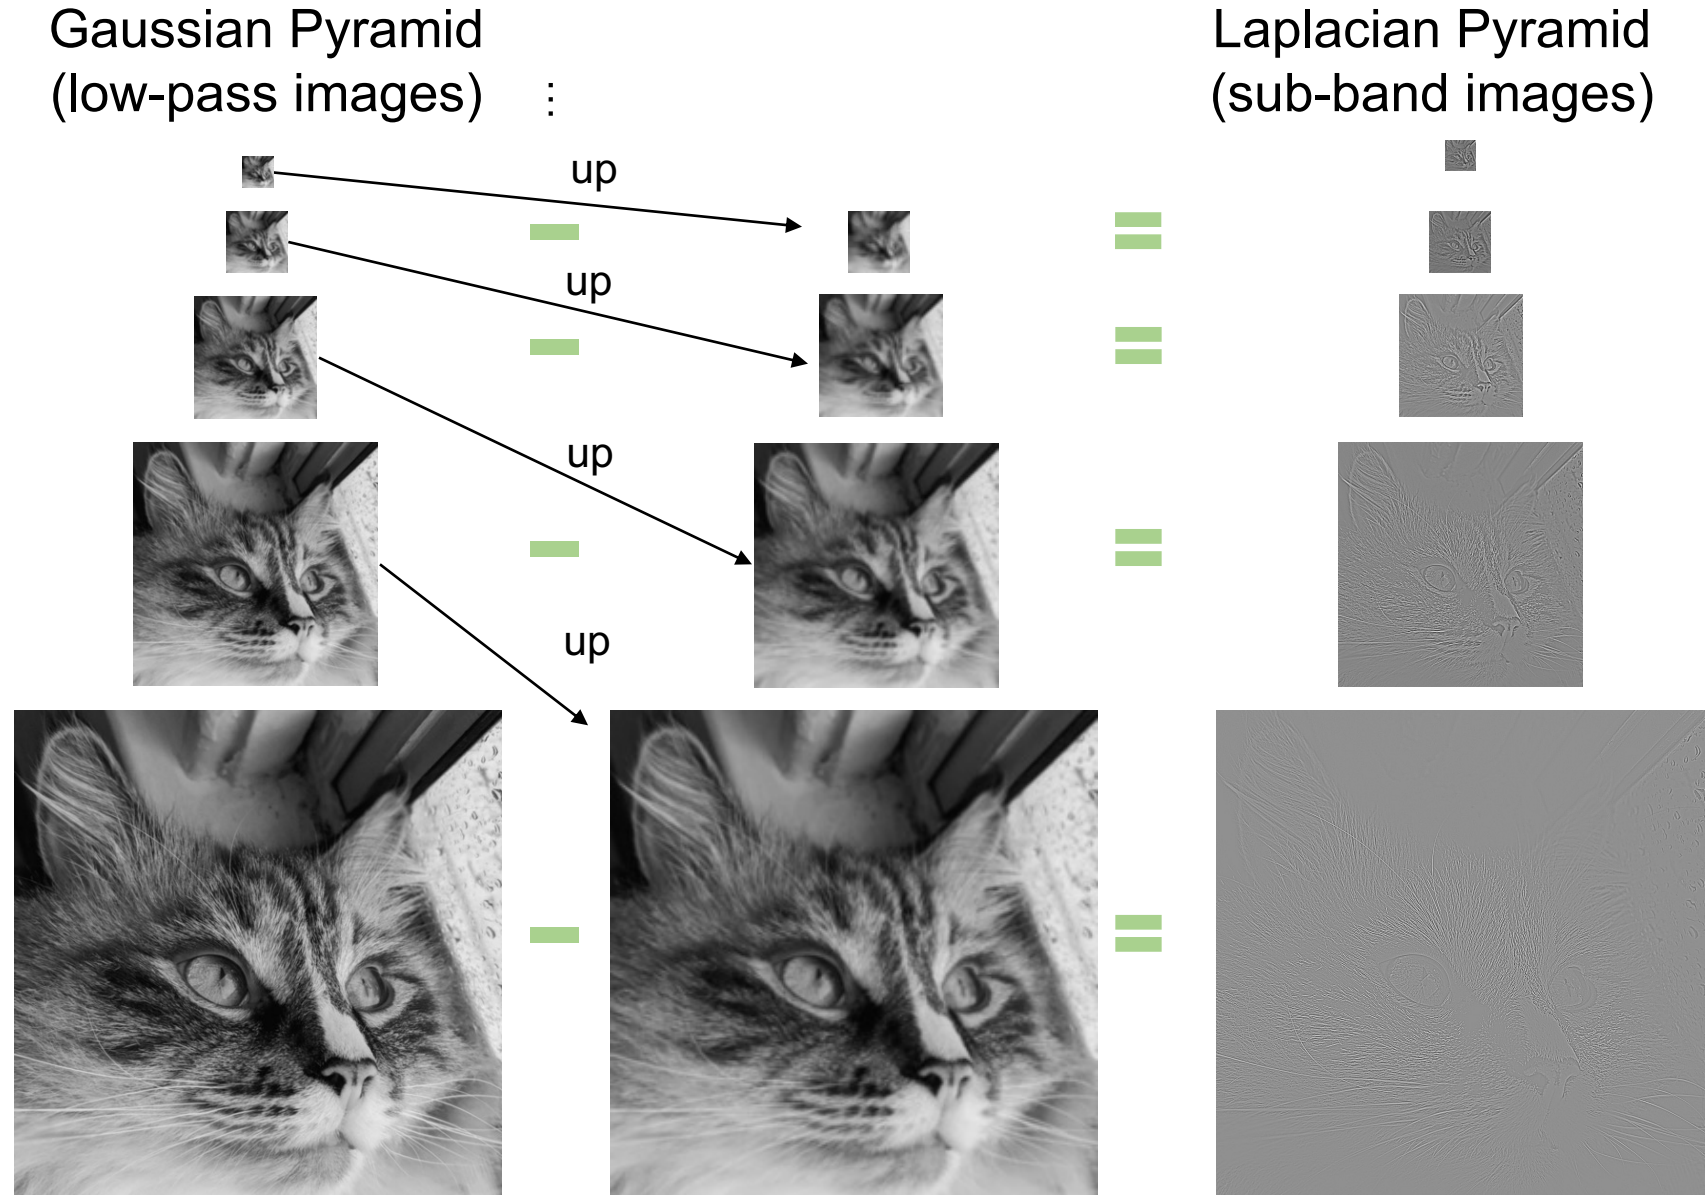 Gaussian Pyramid
(low-pass images)
⋮
Laplacian Pyramid
(sub-band images)
up
up
up
up